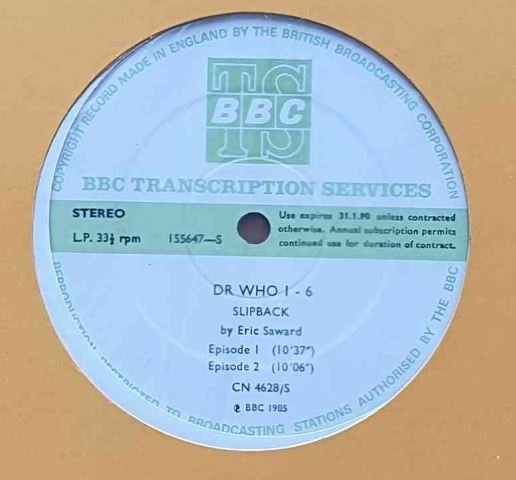 COPYRIGHT RECORD MADE IN ENGLAND BY THE BRITISH BROADCASTING CORPORATION
TS
BBC
BBC TRANSCRIPTION SERVICES
STEREO
L.P. 33⅓ rpm 155647—S
Use expires 31.1.90 unless contracted
otherwise. Annual subscription permits
continued use for duration of contract.
DR WHO 1 - 6
SLIPBACK
by Eric Saward
Episode 1 (10'37")
Episode 2 (10'06")
CN 4628/S
℗ BBC 1985
REPRODUCTION RESTRICTED TO BROADCASTING STATIONS AUTHORISED BY THE BBC